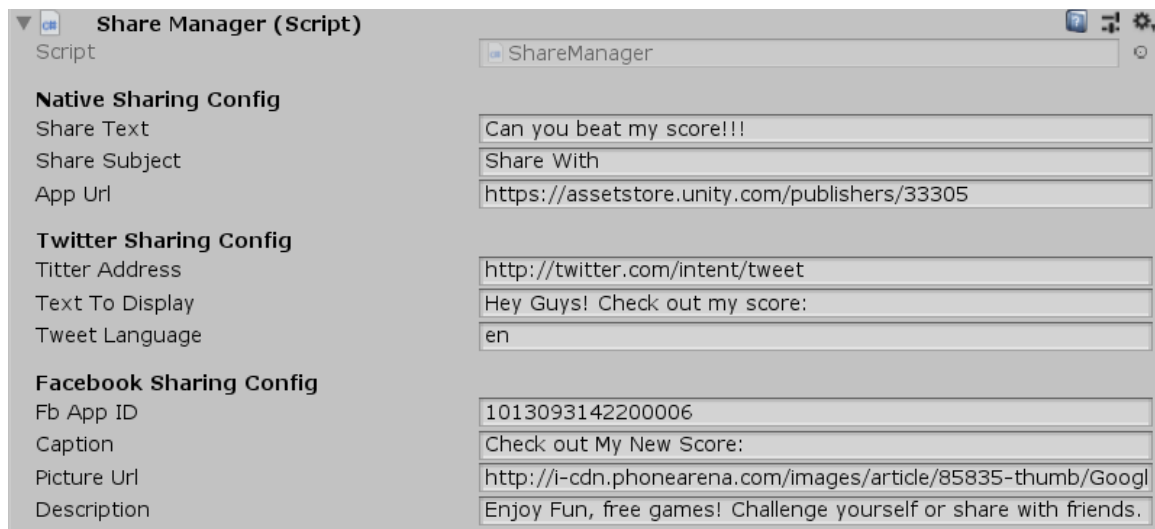 Share Manager (Script)
Script ShareManager
Native Sharing Config
Share Text Can you beat my score!!!
Share Subject Share With
App Url https://assetstore.unity.com/publishers/33305
Twitter Sharing Config
Titter Address http://twitter.com/intent/tweet
Text To Display Hey Guys! Check out my score:
Tweet Language en
Facebook Sharing Config
Fb App ID 1013093142200006
Caption Check out My New Score:
Picture Url http://i-cdn.phonearena.com/images/article/85835-thumb/Googl
Description Enjoy Fun, free games! Challenge yourself or share with friends.